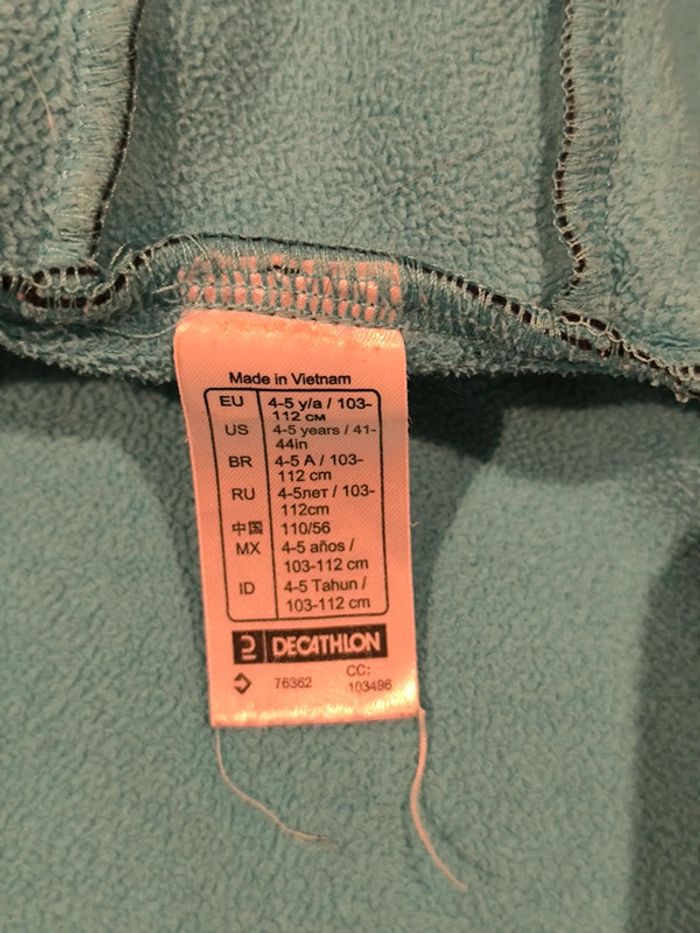 Made in Vietnam
EU 4-5 y/a / 103-
112 см
US 4-5 years / 41-
44in
BR 4-5 A / 103-
112 cm
RU 4-5лет / 103-
112cm
中国 110/56
MX 4-5 años /
103-112 cm
ID 4-5 Tahun /
103-112 cm
DECATHLON
76362 CC:
103496